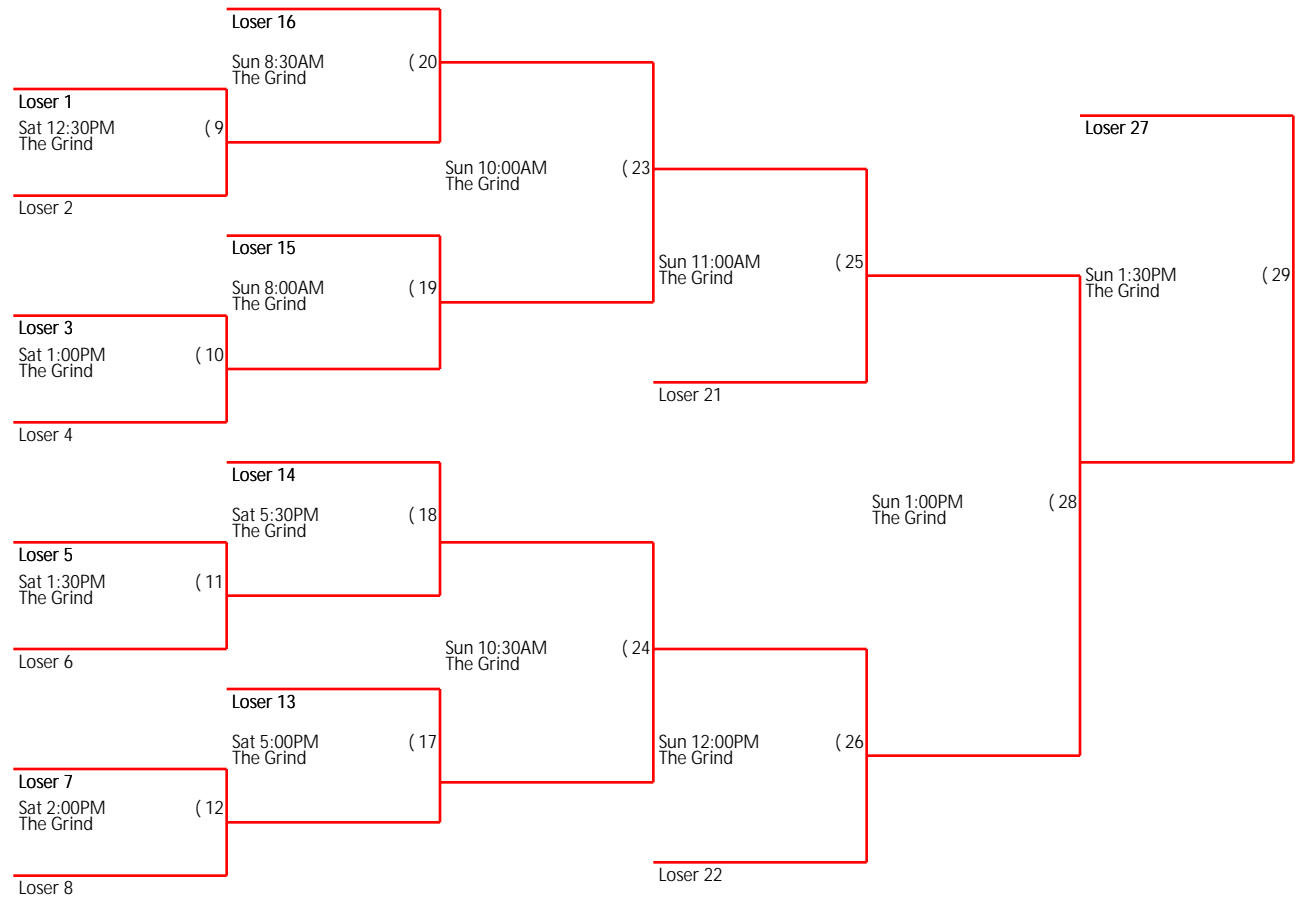 Loser 16
Sun 8:30AM ( 20
The Grind
Loser 1
Sat 12:30PM ( 9
The Grind
Loser 2
Sun 10:00AM ( 23
The Grind
Loser 15
Sun 8:00AM ( 19
The Grind
Loser 3
Sat 1:00PM ( 10
The Grind
Loser 4
Sun 11:00AM ( 25
The Grind
Loser 21
Loser 14
Sat 5:30PM ( 18
The Grind
Loser 5
Sat 1:30PM ( 11
The Grind
Loser 6
Sun 10:30AM ( 24
The Grind
Loser 13
Sat 5:00PM ( 17
The Grind
Loser 7
Sat 2:00PM ( 12
The Grind
Loser 8
Sun 12:00PM ( 26
The Grind
Loser 22
Sun 1:00PM ( 28
The Grind
Loser 27
Sun 1:30PM ( 29
The Grind